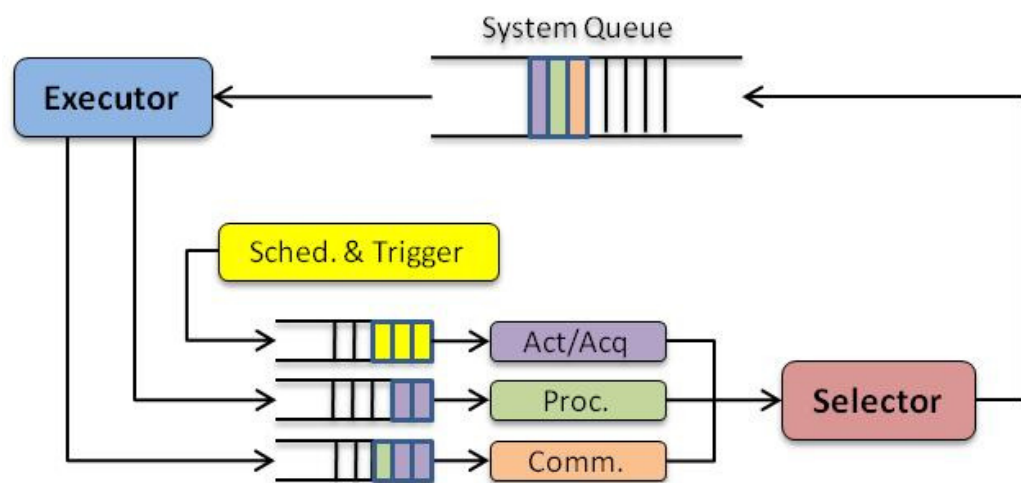 System Queue
Executor
Sched. & Trigger
Act/Acq
Proc.
Selector
Comm.